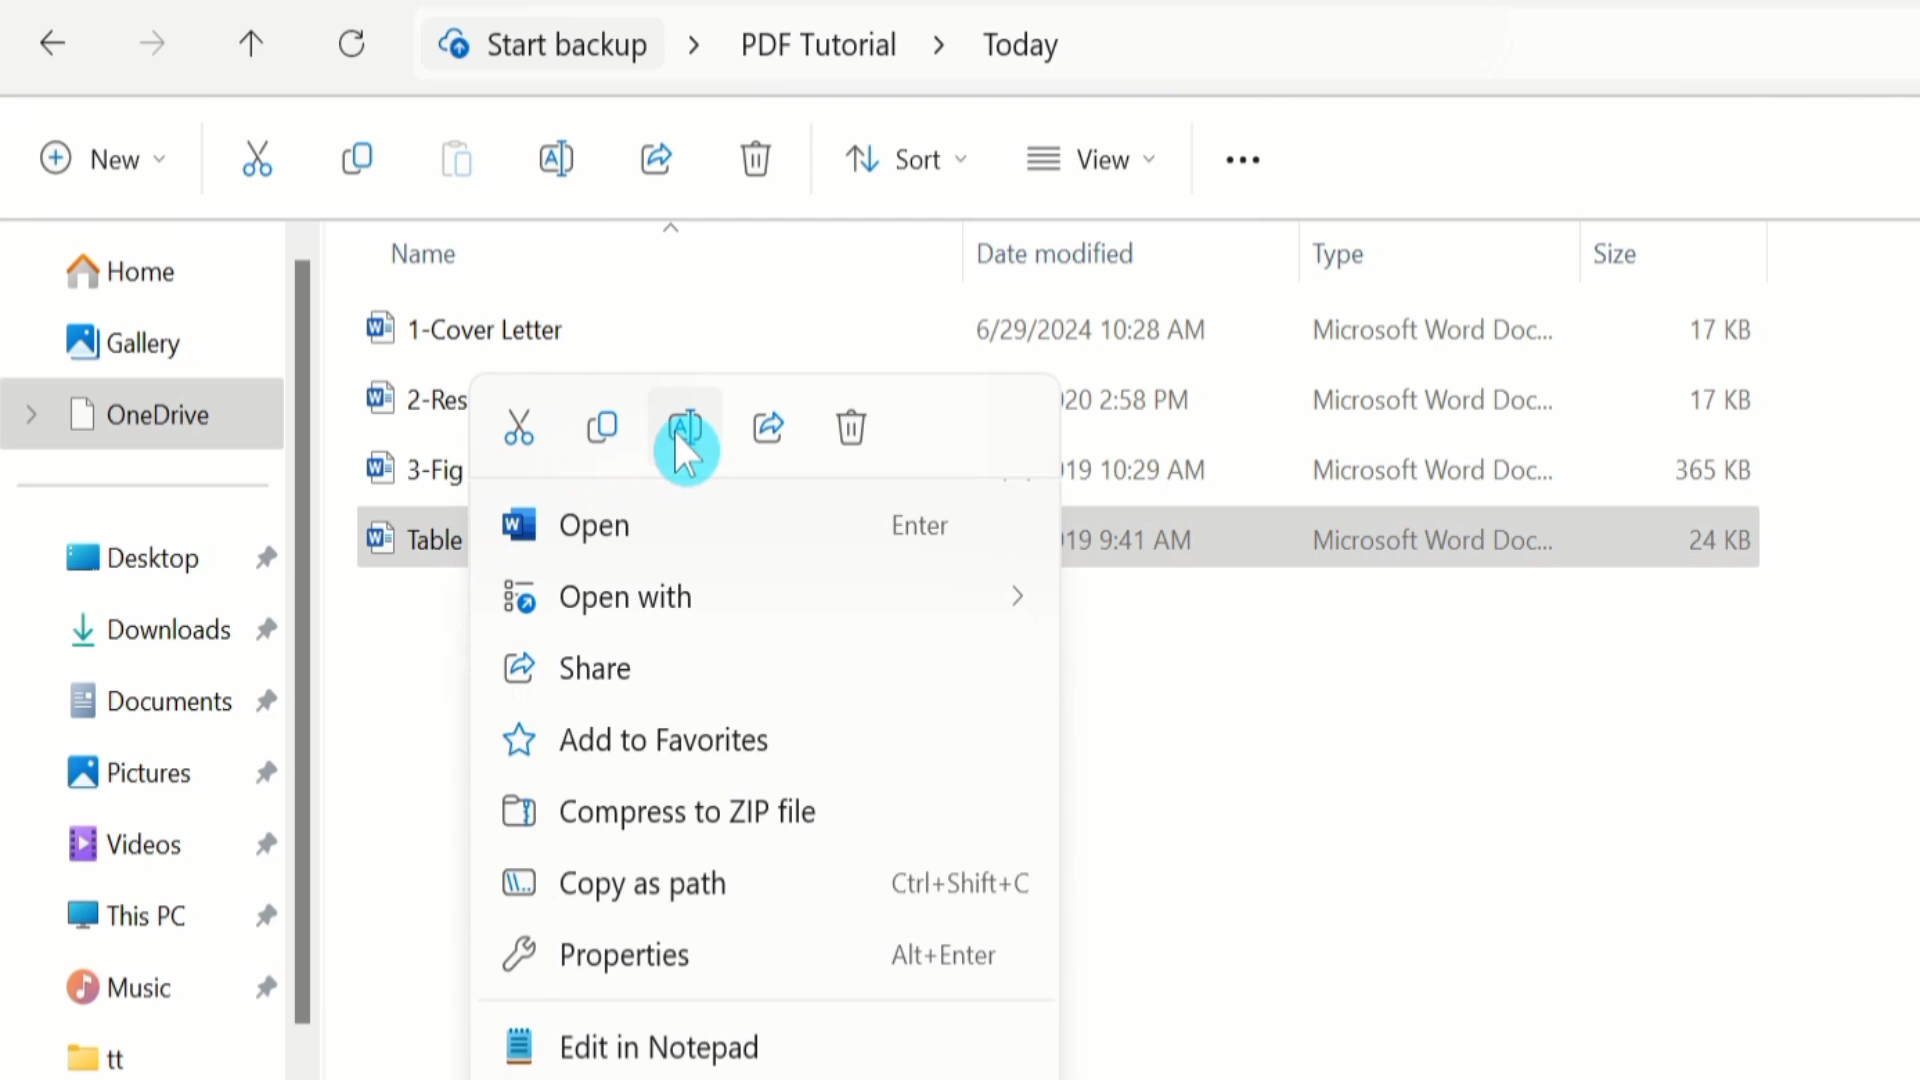 Start backup > PDF Tutorial > Today
New Sort View
Name Date modified Type Size
Home
Gallery
OneDrive
Desktop
Downloads
Documents
Pictures
Videos
This PC
Music
tt
1-Cover Letter 6/29/2024 10:28 AM Microsoft Word Doc... 17 KB
2-Res 20 2:58 PM Microsoft Word Doc... 17 KB
3-Fig 19 10:29 AM Microsoft Word Doc... 365 KB
Table 19 9:41 AM Microsoft Word Doc... 24 KB
Open Enter
Open with
Share
Add to Favorites
Compress to ZIP file
Copy as path Ctrl+Shift+C
Properties Alt+Enter
Edit in Notepad